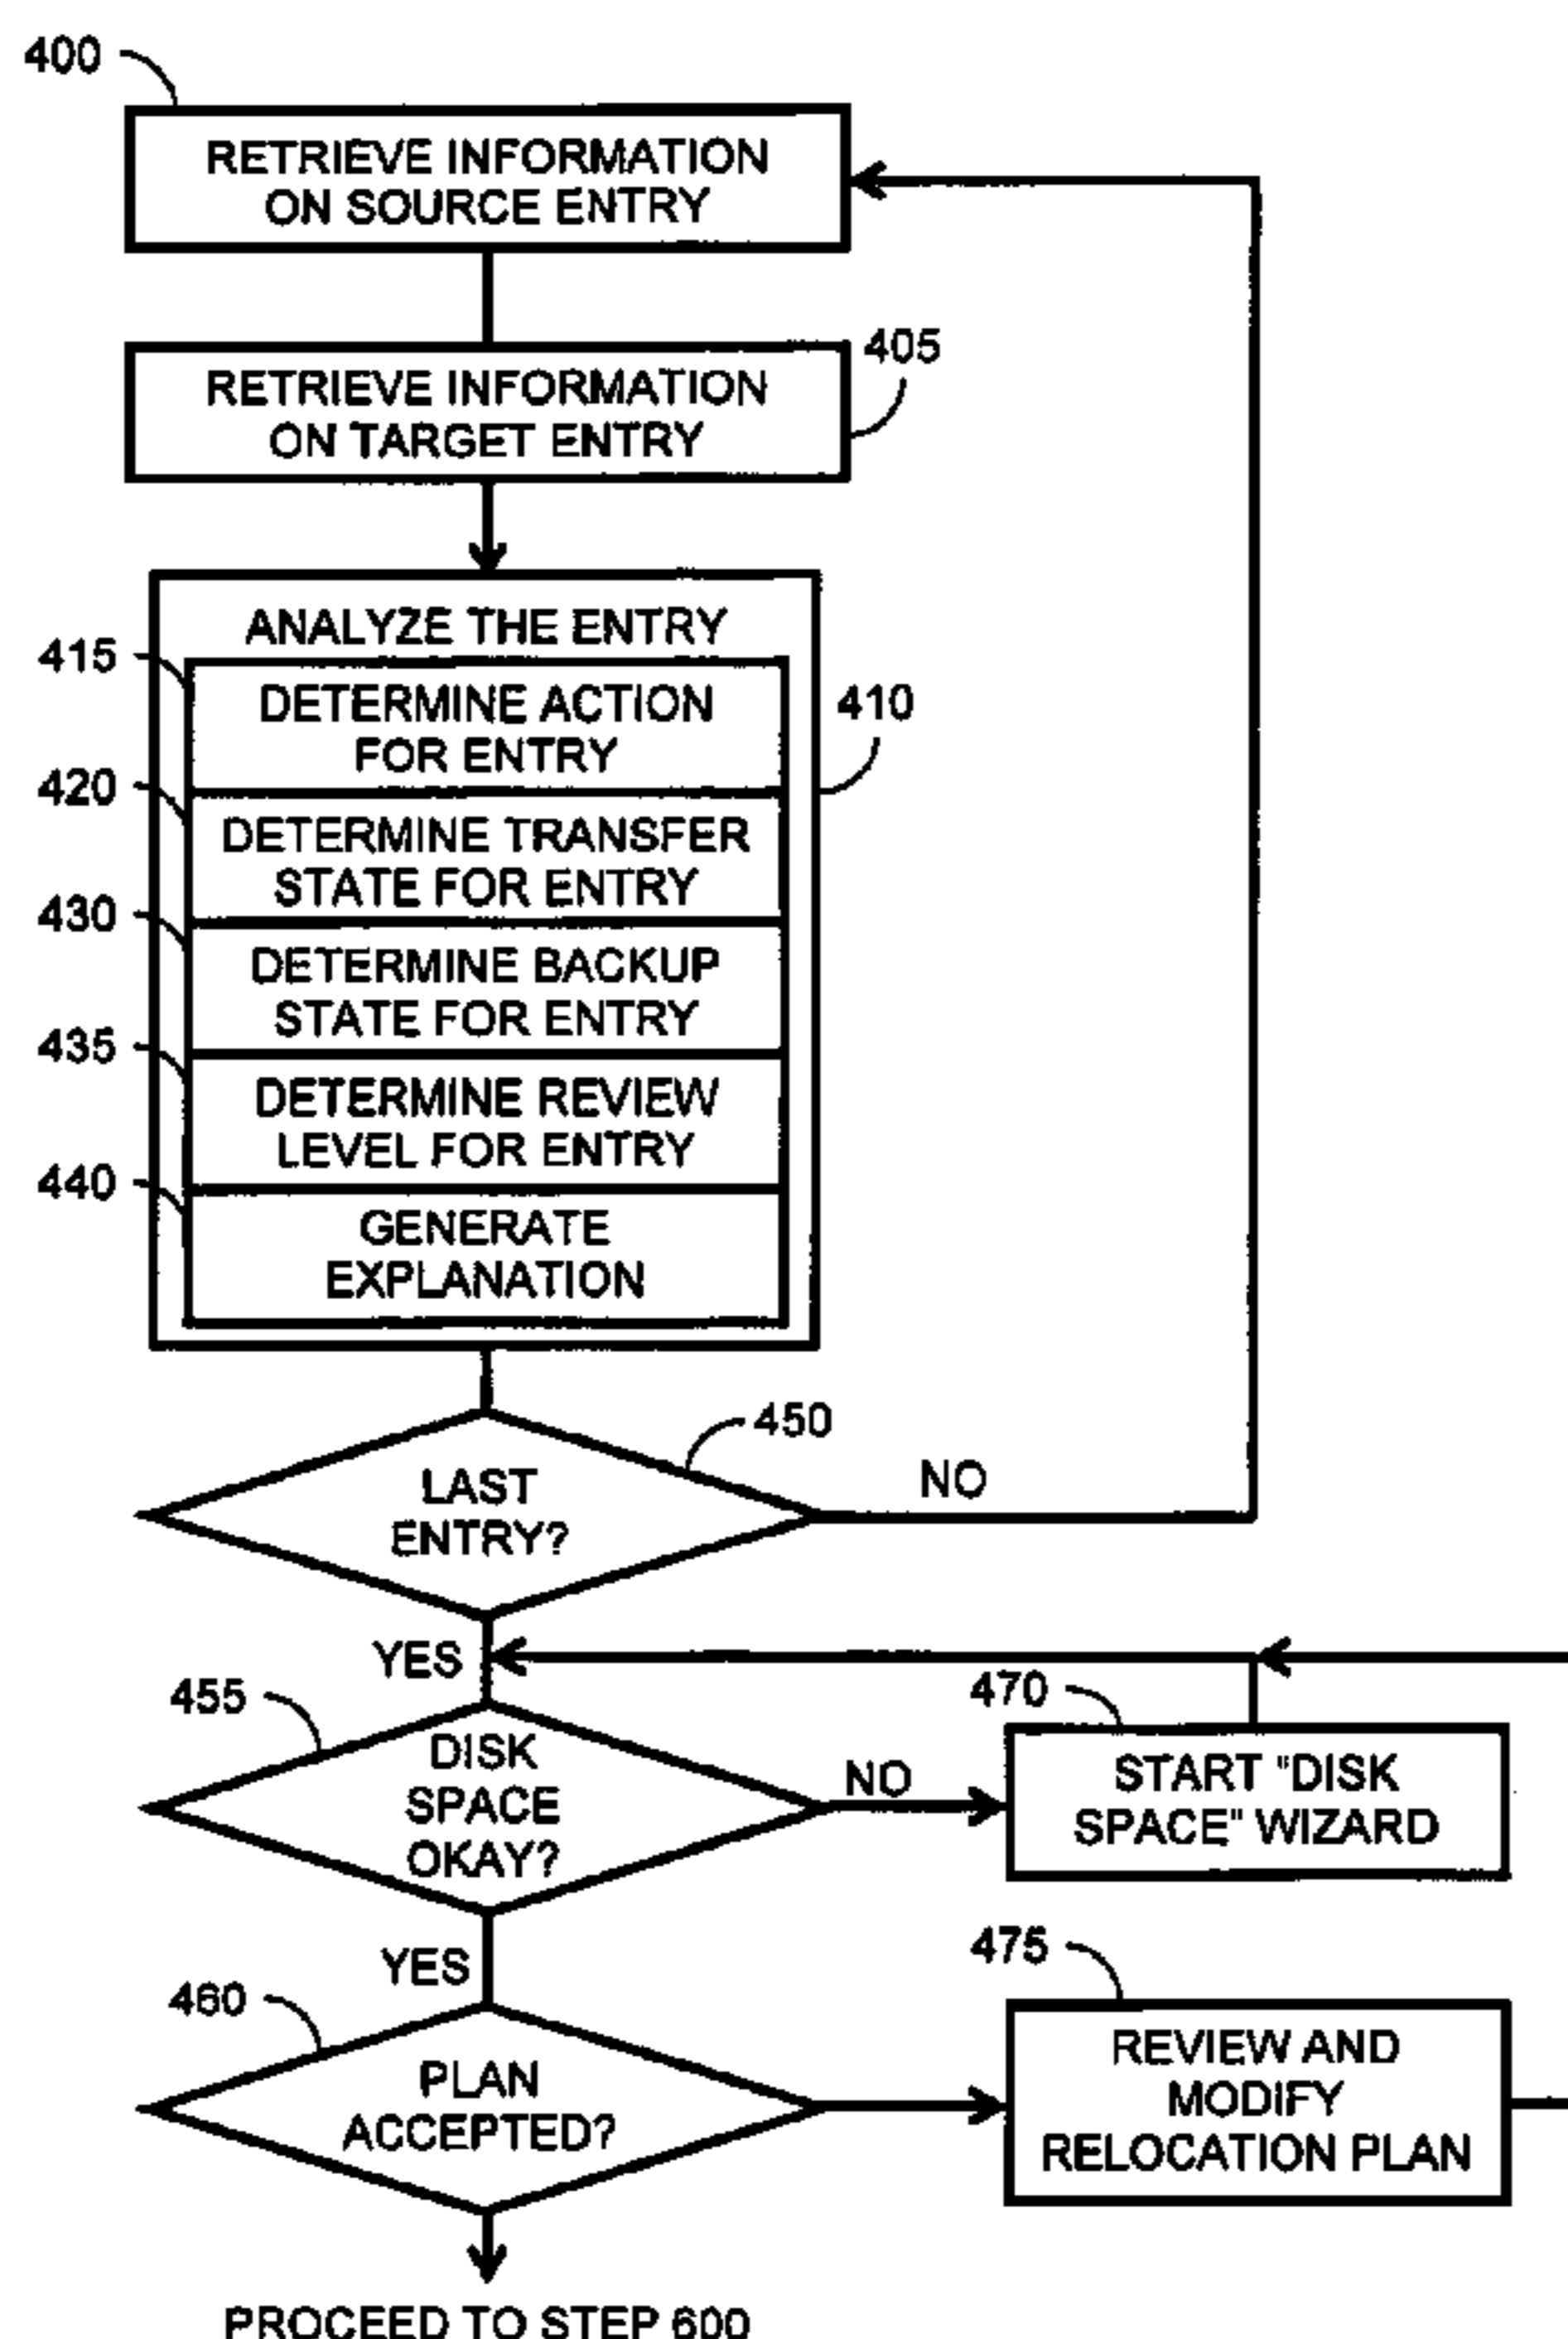 400
RETRIEVE INFORMATION
ON SOURCE ENTRY
405
RETRIEVE INFORMATION
ON TARGET ENTRY
ANALYZE THE ENTRY
410
415
DETERMINE ACTION
FOR ENTRY
420
DETERMINE TRANSFER
STATE FOR ENTRY
430
DETERMINE BACKUP
STATE FOR ENTRY
435
DETERMINE REVIEW
LEVEL FOR ENTRY
440
GENERATE
EXPLANATION
450
LAST
ENTRY?
NO
YES
455
DISK
SPACE
OKAY?
NO
470
START "DISK
SPACE" WIZARD
YES
460
PLAN
ACCEPTED?
475
REVIEW AND
MODIFY
RELOCATION PLAN
PROCEED TO STEP 600